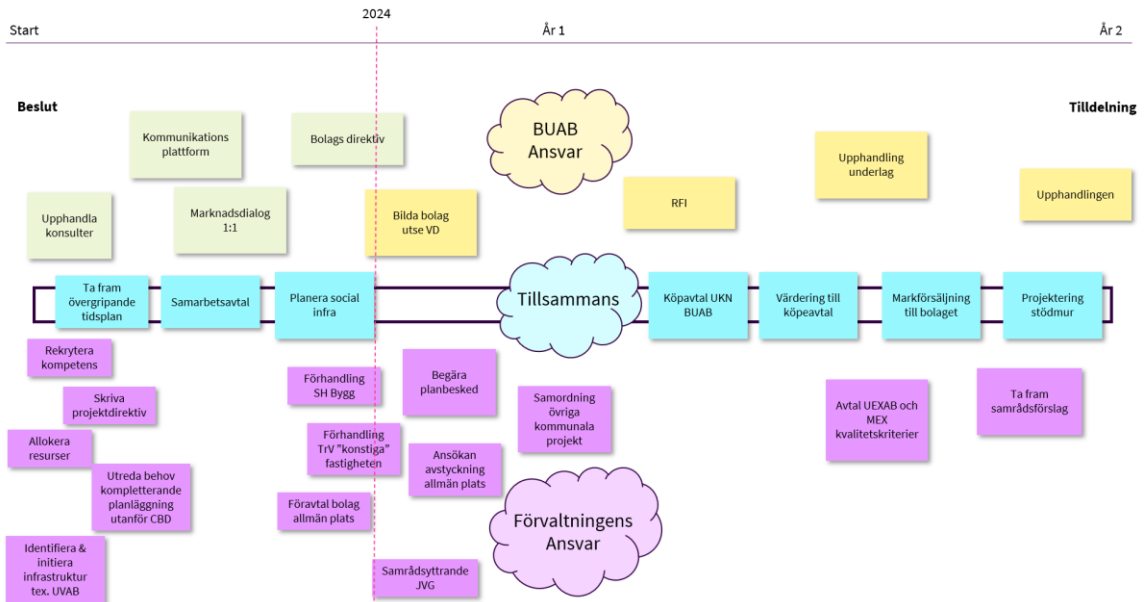 2024
Start
År 1
År 2
Beslut
Tilldelning
Kommunikations
plattform
Bolags direktiv
BUAB
Ansvar
Upphandling
underlag
Upphandla
konsulter
Marknadsdialog
1:1
Bilda bolag
utse VD
RFI
Upphandlingen
Ta fram
övergripande
tidsplan
Samarbetsavtal
Planera social
infra
Tillsammans
Köpavtal UKN
BUAB
Värdering till
köpeavtal
Markförsäljning
till bolaget
Projektering
stödmur
Rekrytera
kompetens
Skriva
projektdirektiv
Allokera
resurser
Utreda behov
kompletterande
planläggning
utanför CBD
Identifiera &
initiera
infrastruktur
tex. UVAB
Förhandling
SH Bygg
Förhandling
TrV "konstiga"
fastigheten
Föravtal bolag
allmän plats
Samrådsyttrande
JVG
Begära
planbesked
Ansökan
avstyckning
allmän plats
Samordning
övriga
kommunala
projekt
Förvaltningens
Ansvar
Avtal UEXAB och
MEX
kvalitetskriterier
Ta fram
samrådsförslag